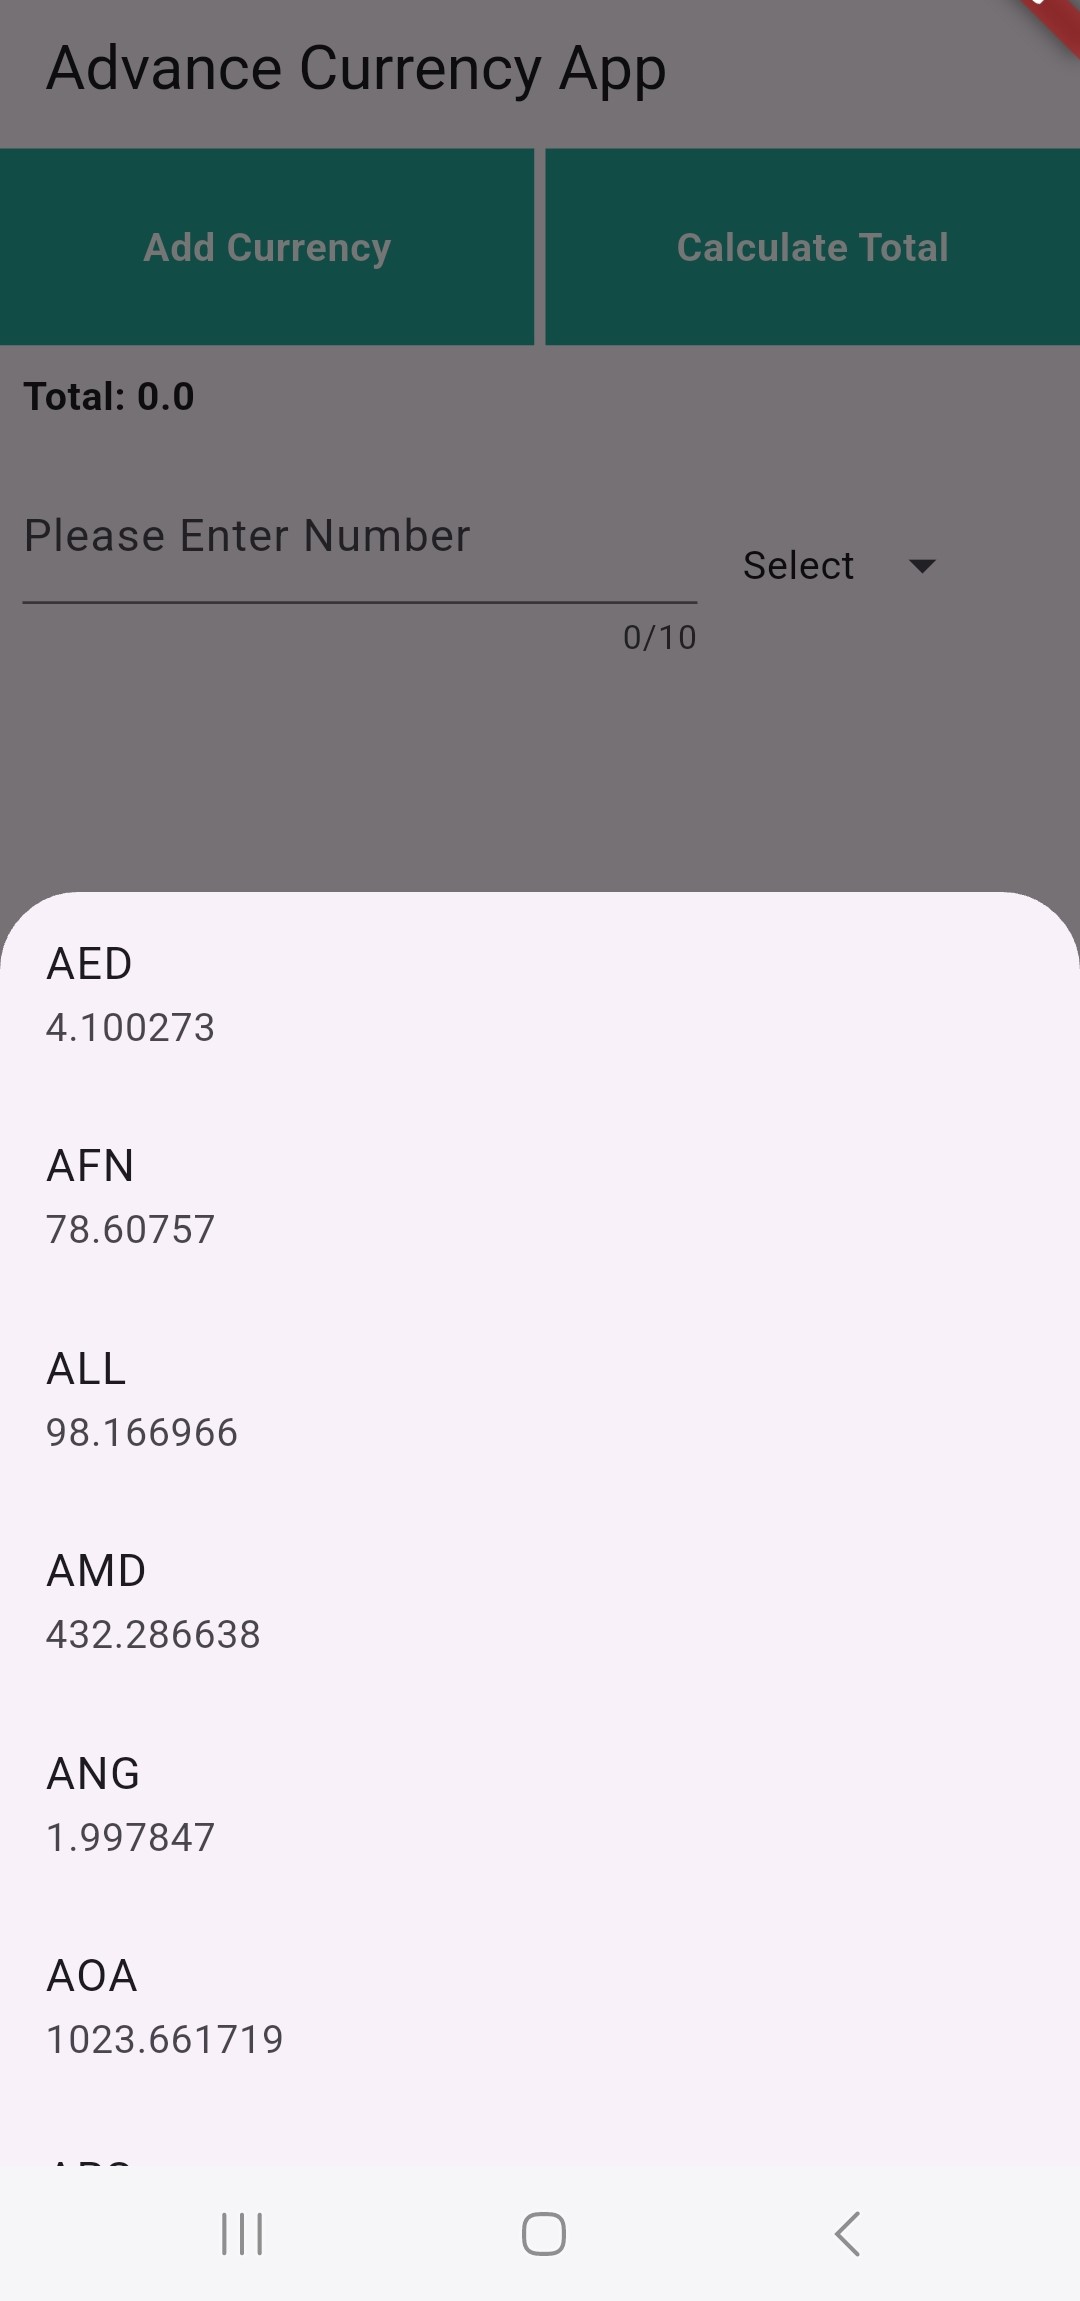 Advance Currency App
Add Currency
Calculate Total
Total: 0.0
Please Enter Number
Select
0/10
AED
4.100273
AFN
78.60757
ALL
98.166966
AMD
432.286638
ANG
1.997847
AOA
1023.661719